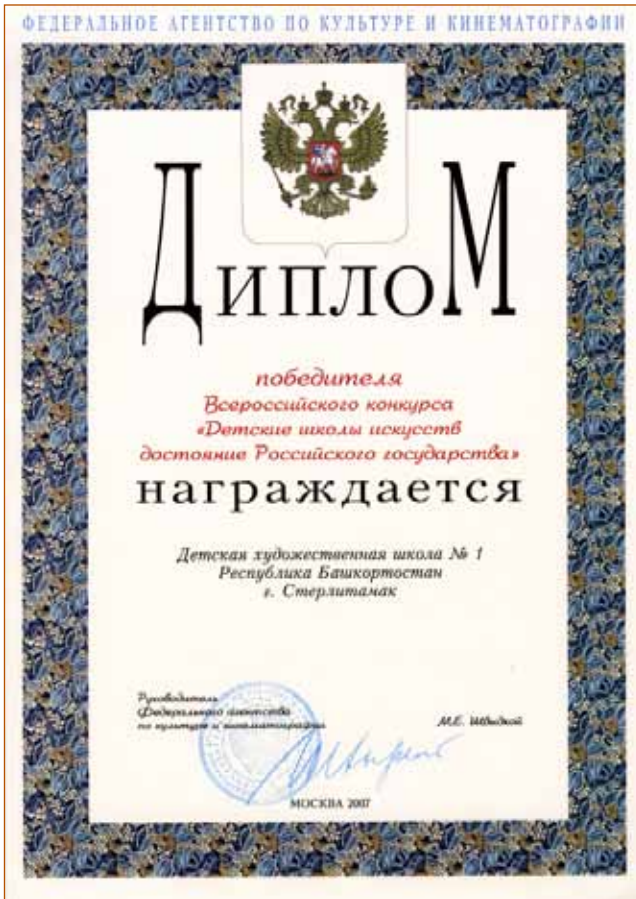 ФЕДЕРАЛЬНОЕ АГЕНТСТВО ПО КУЛЬТУРЕ И КИНЕМАТОГРАФИИ
ДИПЛОМ
победителя
Всероссийского конкурса
«Детские школы искусств
достояние Российского государства»
награждается
Детская художественная школа № 1
Республика Башкортостан
г. Стерлитамак
Руководитель
Федерального агентства
по культуре и кинематографии
М.Е. Швыдкой
МОСКВА 2007